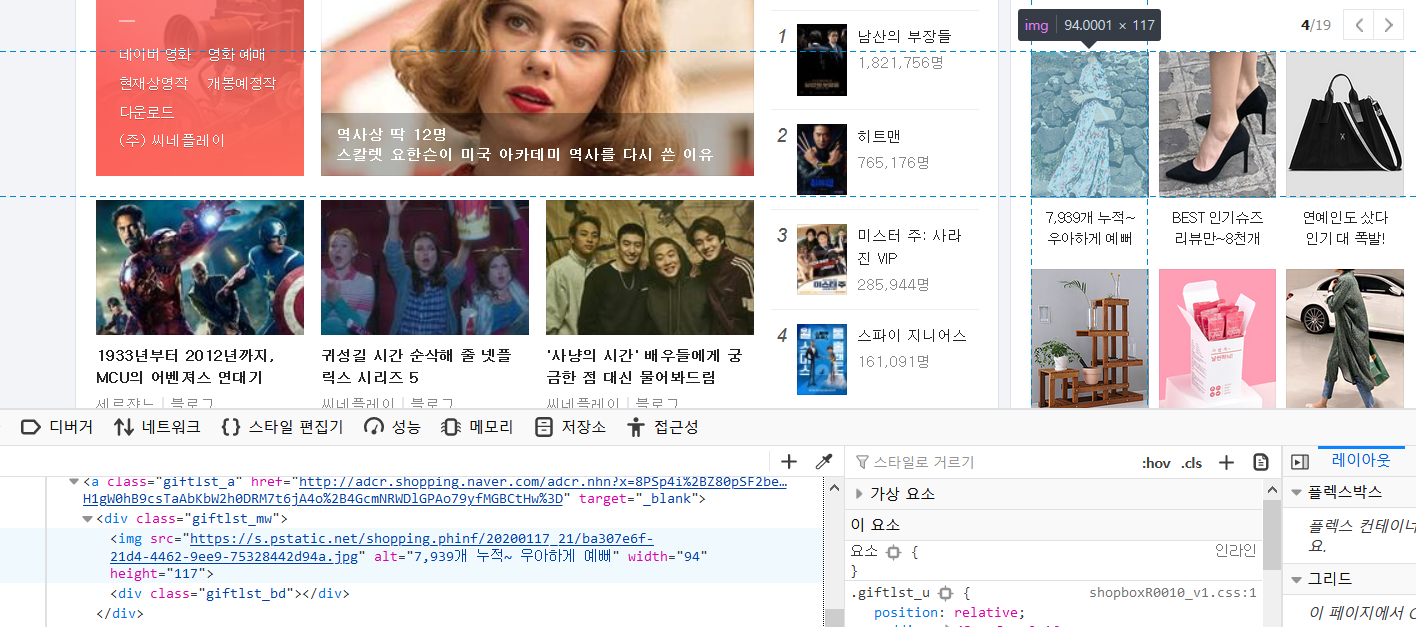 네이버 영화 영화 예매
현재상영작 개봉예정작
다운로드
(주) 씨네플레이
역사상 딱 12명
스칼렛 요한슨이 미국 아카데미 역사를 다시 쓴 이유
1933년부터 2012년까지,
MCU의 어벤져스 연대기
세르쟌느 | 블로그
귀성길 시간 순삭해 줄 넷플
릭스 시리즈 5
씨네플레이 | 블로그
'사냥의 시간' 배우들에게 궁
금한 점 대신 물어봐드림
씨네플레이 | 블로그
1 남산의 부장들
1,821,756명
2 히트맨
765,176명
3 미스터 주: 사라
진 VIP
285,944명
미스터주
4 스파이 지니어스
161,091명
img 94.0001 × 117
4/19
7,939개 누적~
우아하게 예뻐
BEST 인기슈즈
리뷰만~8천개
연예인도 샀다
인기 대 폭발!
디버거 네트워크 스타일 편집기 성능 메모리 저장소 접근성
<a class="giftlst_a" href="http://adcr.shopping.naver.com/adcr.nhn?x=8PSp4i%2BZ80pSF2be…
H1gW0hB9csTaAbKbW2h0DRM7t6jA4o%2B4GcmNRWDlGPAo79yfMGBCtHw%3D" target="_blank">
<div class="giftlst_mw">
<img src="https://s.pstatic.net/shopping.phinf/20200117_21/ba307e6f-
21d4-4462-9ee9-75328442d94a.jpg" alt="7,939개 누적~ 우아하게 예뻐" width="94"
height="117">
<div class="giftlst_bd"></div>
</div>
스타일로 거르기 :hov .cls
가상 요소
이 요소
요소 { 인라인
}
.giftlst_u { shopboxR0010_v1.css:1
position: relative;
레이아웃
플렉스박스
플렉스 컨테이너
요.
그리드
이 페이지에서 C